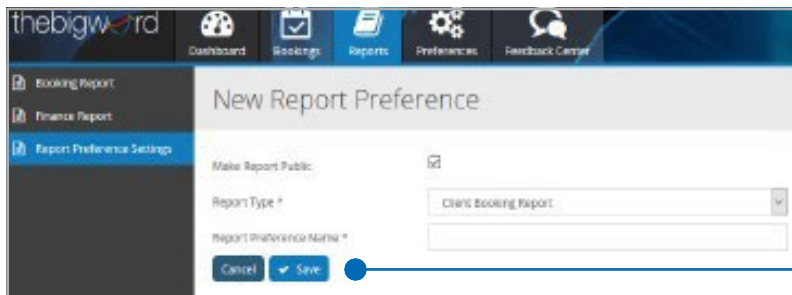 thebigword
Dashboard Bookings Reports Preferences Feedback Center
Booking Report
Finance Report
Report Preference Settings
New Report Preference
Make Report Public
Report Type * Client Booking Report
Report Preference Name *
Cancel Save